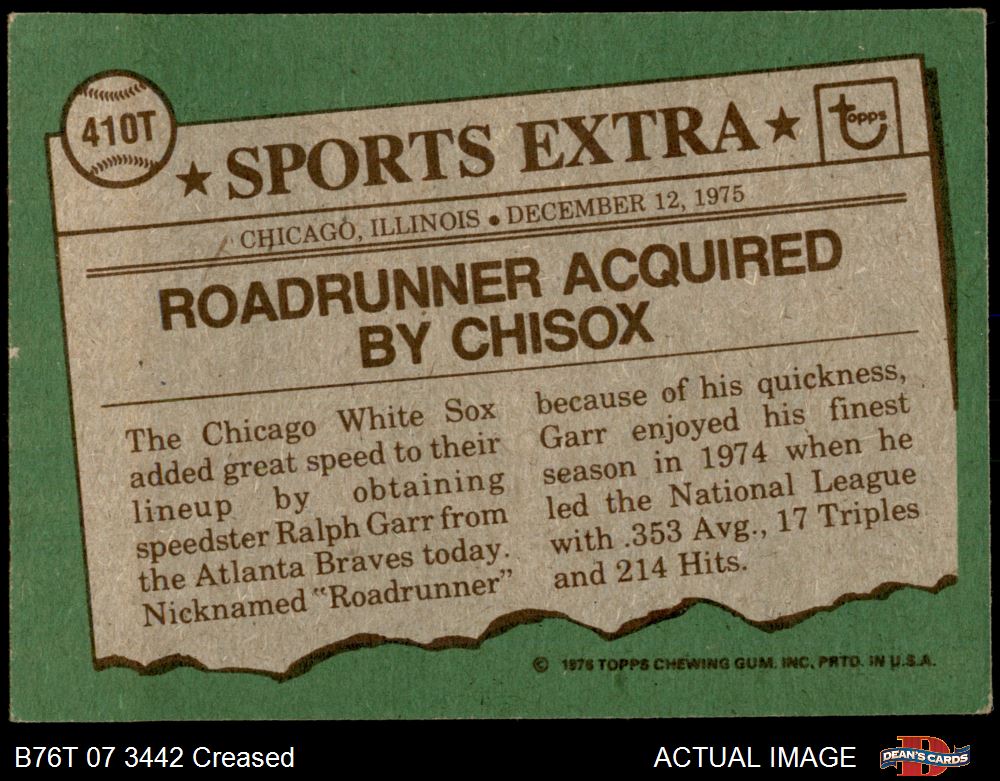 410T
★ SPORTS EXTRA ★
topps
CHICAGO, ILLINOIS • DECEMBER 12, 1975
ROADRUNNER ACQUIRED
BY CHISOX
The Chicago White Sox
added great speed to their
lineup by obtaining
speedster Ralph Garr from
the Atlanta Braves today.
Nicknamed "Roadrunner"
because of his quickness,
Garr enjoyed his finest
season in 1974 when he
led the National League
with .353 Avg., 17 Triples
and 214 Hits.
© 1976 TOPPS CHEWING GUM, INC. PRTD. IN U.S.A.
B76T 07 3442 Creased
ACTUAL IMAGE
DEAN'S CARDS